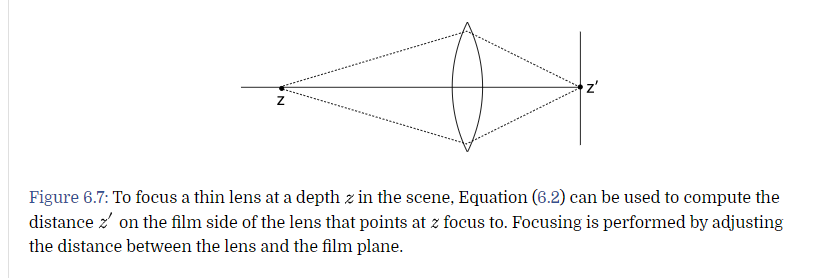 z
z′
Figure 6.7: To focus a thin lens at a depth z in the scene, Equation (6.2) can be used to compute the
distance z′ on the film side of the lens that points at z focus to. Focusing is performed by adjusting
the distance between the lens and the film plane.